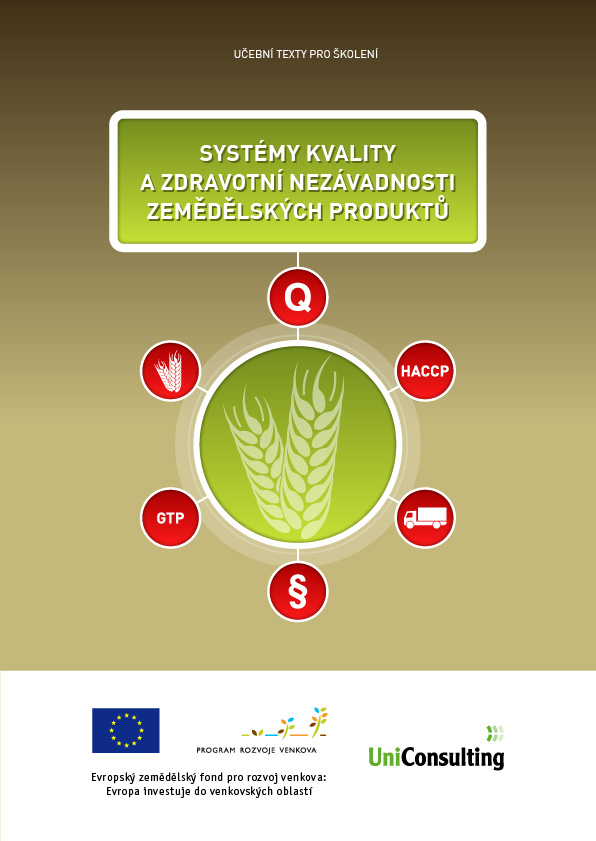 UČEBNÍ TEXTY PRO ŠKOLENÍ
SYSTÉMY KVALITY
A ZDRAVOTNÍ NEZÁVADNOSTI
ZEMĚDĚLSKÝCH PRODUKTŮ
Q
HACCP
GTP
§
PROGRAM ROZVOJE VENKOVA
UniConsulting
Evropský zemědělský fond pro rozvoj venkova:
Evropa investuje do venkovských oblastí